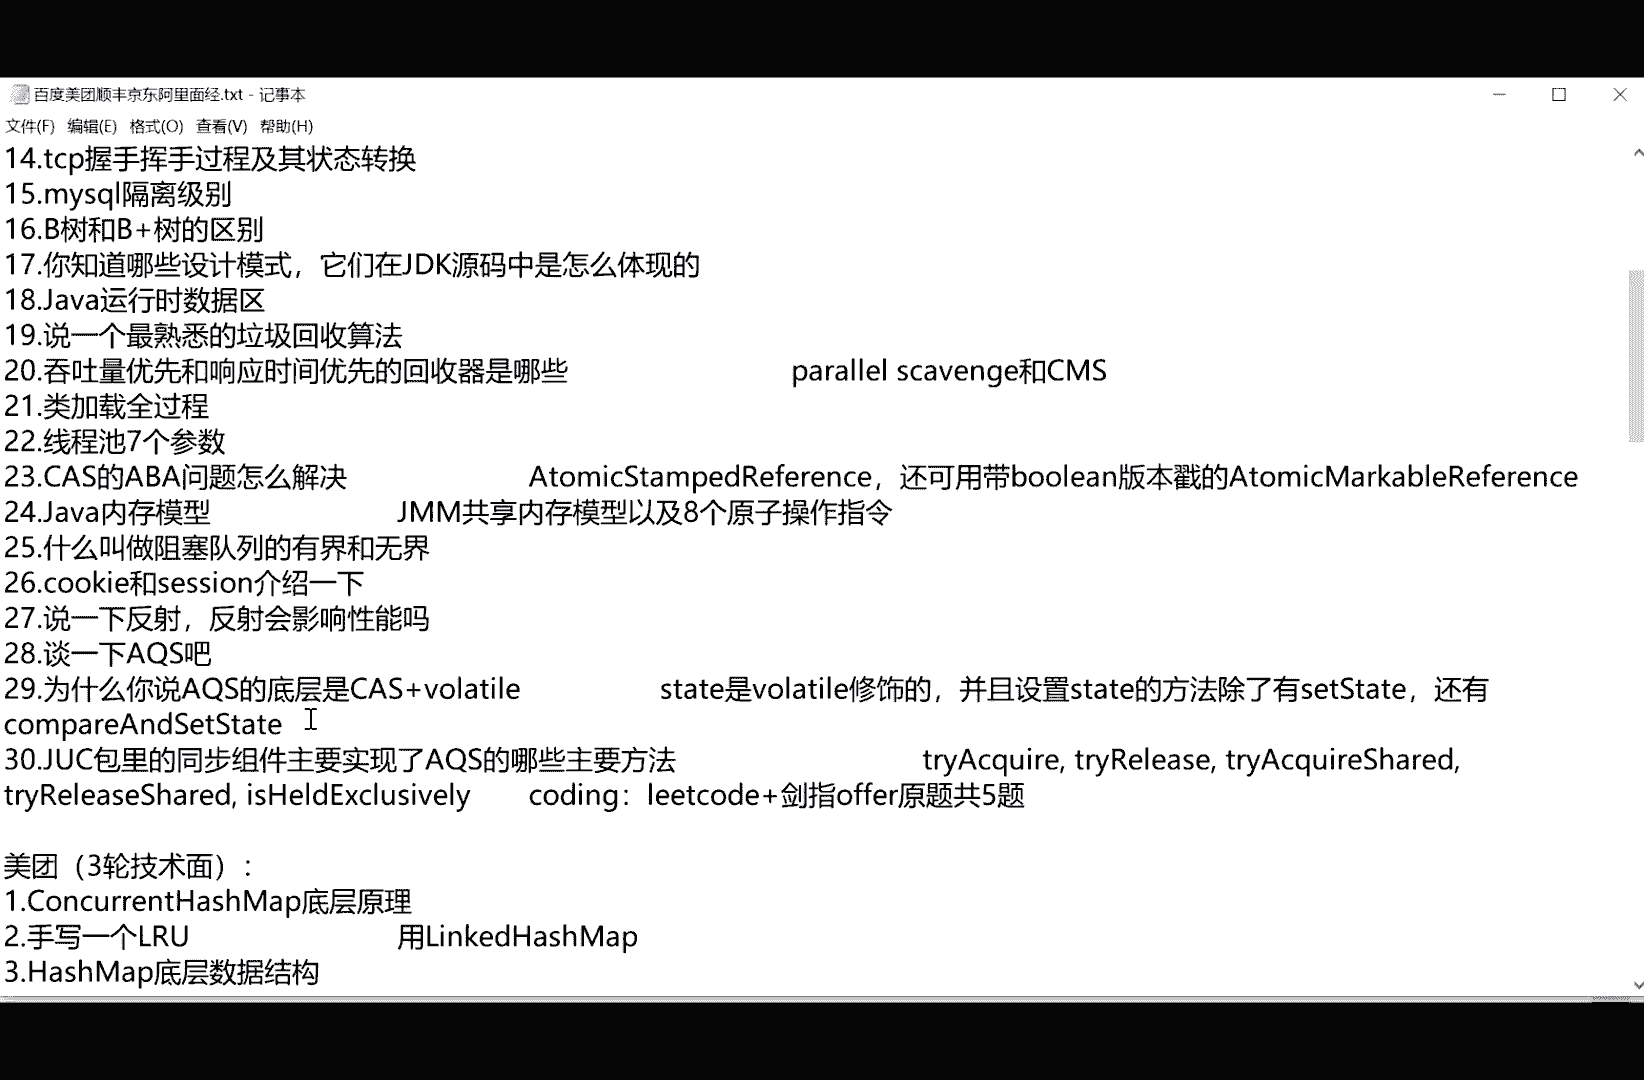 百度美团顺丰京东阿里面经.txt - 记事本
文件(F) 编辑(E) 格式(O) 查看(V) 帮助(H)
14.tcp握手挥手过程及其状态转换
15.mysql隔离级别
16.B树和B+树的区别
17.你知道哪些设计模式，它们在JDK源码中是怎么体现的
18.Java运行时数据区
19.说一个最熟悉的垃圾回收算法
20.吞吐量优先和响应时间优先的回收器是哪些 parallel scavenge和CMS
21.类加载全过程
22.线程池7个参数
23.CAS的ABA问题怎么解决 AtomicStampedReference，还可用带boolean版本戳的AtomicMarkableReference
24.Java内存模型 JMM共享内存模型以及8个原子操作指令
25.什么叫做阻塞队列的有界和无界
26.cookie和session介绍一下
27.说一下反射，反射会影响性能吗
28.谈一下AQS吧
29.为什么你说AQS的底层是CAS+volatile state是volatile修饰的，并且设置state的方法除了有setState，还有
compareAndSetState
30.JUC包里的同步组件主要实现了AQS的哪些主要方法 tryAcquire, tryRelease, tryAcquireShared,
tryReleaseShared, isHeldExclusively coding：leetcode+剑指offer原题共5题
美团（3轮技术面）：
1.ConcurrentHashMap底层原理
2.手写一个LRU 用LinkedHashMap
3.HashMap底层数据结构